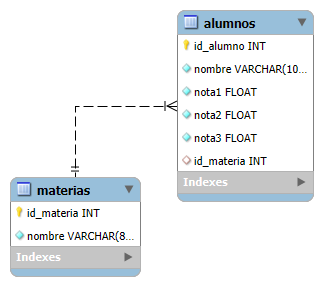 alumnos
id_alumno INT
nombre VARCHAR(10...
nota1 FLOAT
nota2 FLOAT
nota3 FLOAT
id_materia INT
Indexes
materias
id_materia INT
nombre VARCHAR(8...
Indexes